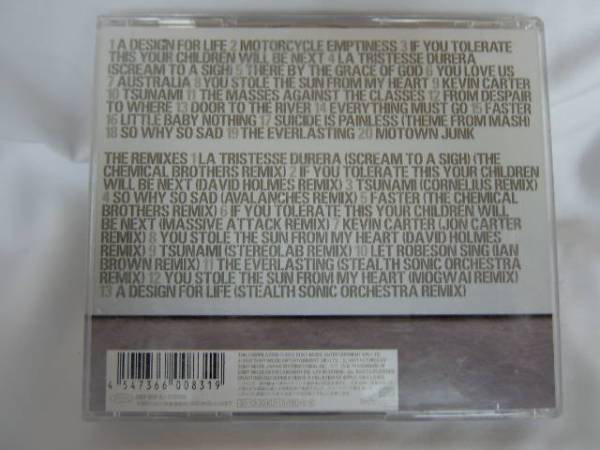 1 A DESIGN FOR LIFE 2 MOTORCYCLE EMPTINESS 3 IF YOU TOLERATE
THIS YOUR CHILDREN WILL BE NEXT 4 LA TRISTESSE DURERA
(SCREAM TO A SIGH) 5 THERE BY THE GRACE OF GOD 6 YOU LOVE US
7 AUSTRALIA 8 YOU STOLE THE SUN FROM MY HEART 9 KEVIN CARTER
10 TSUNAMI 11 THE MASSES AGAINST THE CLASSES 12 FROM DESPAIR
TO WHERE 13 DOOR TO THE RIVER 14 EVERYTHING MUST GO 15 FASTER
16 LITTLE BABY NOTHING 17 SUICIDE IS PAINLESS (THEME FROM MASH)
18 SO WHY SO SAD 19 THE EVERLASTING 20 MOTOWN JUNK
THE REMIXES 1 LA TRISTESSE DURERA (SCREAM TO A SIGH) (THE
CHEMICAL BROTHERS REMIX) 2 IF YOU TOLERATE THIS YOUR CHILDREN
WILL BE NEXT (DAVID HOLMES REMIX) 3 TSUNAMI (CORNELIUS REMIX)
4 SO WHY SO SAD (AVALANCHES REMIX) 5 FASTER (THE CHEMICAL
BROTHERS REMIX) 6 IF YOU TOLERATE THIS YOUR CHILDREN WILL
BE NEXT (MASSIVE ATTACK REMIX) 7 KEVIN CARTER (JON CARTER
REMIX) 8 YOU STOLE THE SUN FROM MY HEART (DAVID HOLMES
REMIX) 9 TSUNAMI (STEREOLAB REMIX) 10 LET ROBESON SING (IAN
BROWN REMIX) 11 THE EVERLASTING (STEALTH SONIC ORCHESTRA
REMIX) 12 YOU STOLE THE SUN FROM MY HEART (MOGWAI REMIX)
13 A DESIGN FOR LIFE (STEALTH SONIC ORCHESTRA REMIX)
4 547366 008319